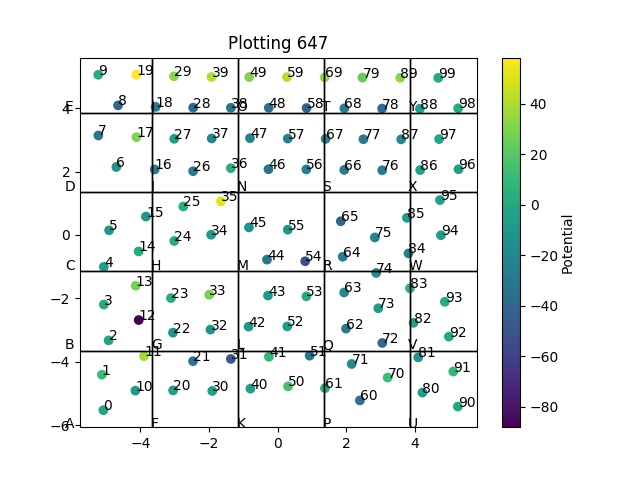 Plotting 647
9 19 29 39 49 59 69 79 89 99
8 18 28 38 48 58 68 78 88 98
E J O T Y
7 17 27 37 47 57 67 77 87 97
6 16 26 36 46 56 66 76 86 96
D N S X
5 15 25 35 45 55 65 75 85 95
4 14 24 34 44 54 64 74 84 94
C H M R W
3 13 23 33 43 53 63 73 83 93
2 12 22 32 42 52 62 72 82 92
B G L Q V
1 11 21 31 41 51 61 71 81 91
0 10 20 30 40 50 60 70 80 90
A F K P U
4
2
0
−2
−4
−6
−4 −2 0 2 4
40
20
0
−20
−40
−60
−80
Potential